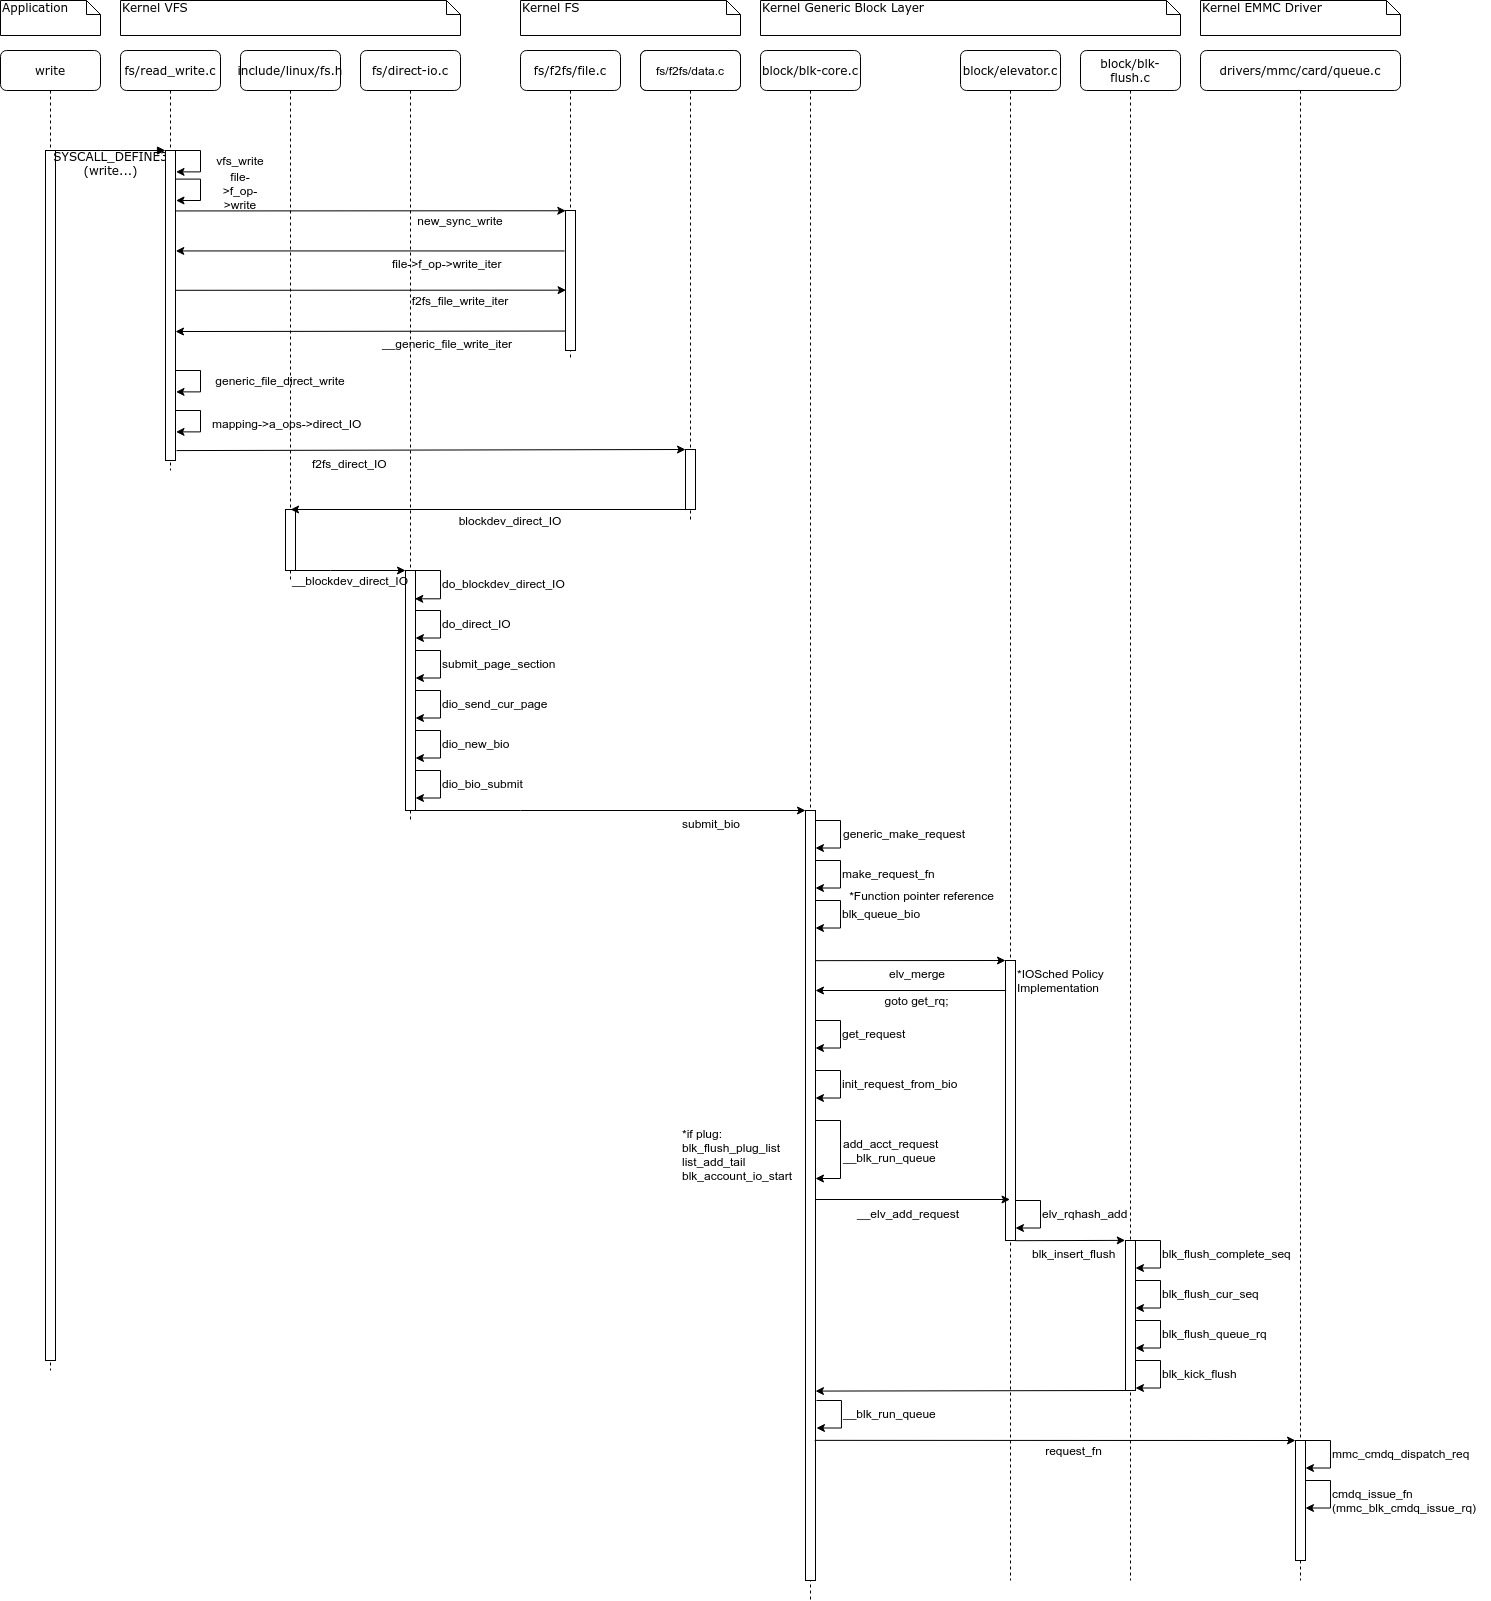 Application
Kernel VFS
Kernel FS
Kernel Generic Block Layer
Kernel EMMC Driver
write
fs/read_write.c
include/linux/fs.h
fs/direct-io.c
fs/f2fs/file.c
fs/f2fs/data.c
block/blk-core.c
block/elevator.c
block/blk-
flush.c
drivers/mmc/card/queue.c
SYSCALL_DEFINE3
(write...)
vfs_write
file-
>f_op-
>write
new_sync_write
file->f_op->write_iter
f2fs_file_write_iter
__generic_file_write_iter
generic_file_direct_write
mapping->a_ops->direct_IO
f2fs_direct_IO
blockdev_direct_IO
__blockdev_direct_IO
do_blockdev_direct_IO
do_direct_IO
submit_page_section
dio_send_cur_page
dio_new_bio
dio_bio_submit
submit_bio
generic_make_request
make_request_fn
*Function pointer reference
blk_queue_bio
elv_merge
*IOSched Policy
Implementation
goto get_rq;
get_request
init_request_from_bio
*if plug:
blk_flush_plug_list
list_add_tail
blk_account_io_start
add_acct_request
__blk_run_queue
__elv_add_request
elv_rqhash_add
blk_insert_flush
blk_flush_complete_seq
blk_flush_cur_seq
blk_flush_queue_rq
blk_kick_flush
__blk_run_queue
request_fn
mmc_cmdq_dispatch_req
cmdq_issue_fn
(mmc_blk_cmdq_issue_rq)